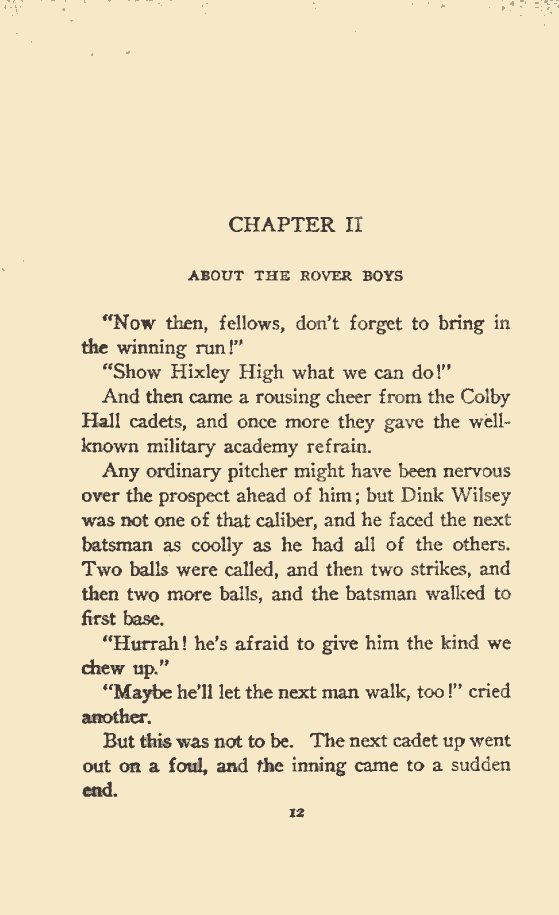 CHAPTER II
ABOUT THE ROVER BOYS
"Now then, fellows, don't forget to bring in
the winning run!"
"Show Hixley High what we can do!"
And then came a rousing cheer from the Colby
Hall cadets, and once more they gave the well-
known military academy refrain.
Any ordinary pitcher might have been nervous
over the prospect ahead of him; but Dink Wilsey
was not one of that caliber, and he faced the next
batsman as coolly as he had all of the others.
Two balls were called, and then two strikes, and
then two more balls, and the batsman walked to
first base.
"Hurrah! he's afraid to give him the kind we
chew up."
"Maybe he'll let the next man walk, too!" cried
another.
But this was not to be. The next cadet up went
out on a foul, and the inning came to a sudden
end.
12